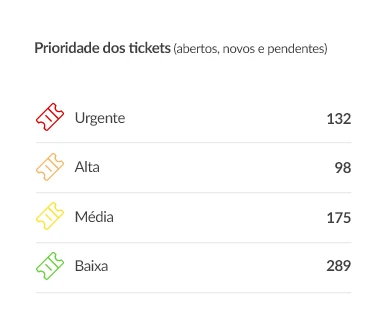 Prioridade dos tickets (abertos, novos e pendentes)
Urgente 132
Alta 98
Média 175
Baixa 289